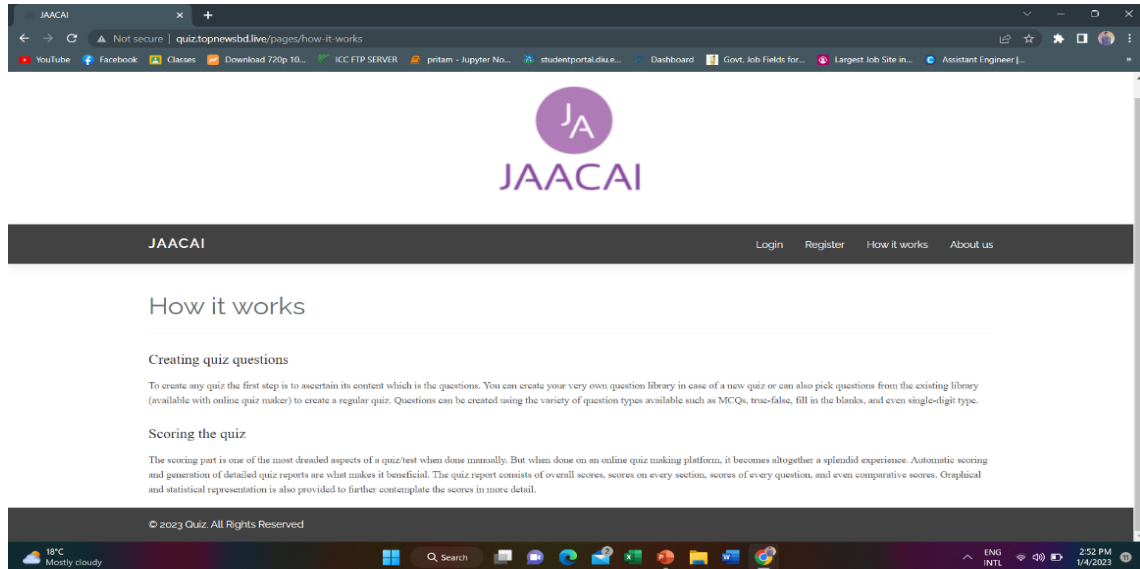 JAACAI
Not secure | quiz.topnewsbd.live/pages/how-it-works
YouTube Facebook Classes Download 720p 10... ICC FTP SERVER pritam - Jupyter No... studentportal.diu.e... Dashboard Govt. Job Fields for... Largest Job Site in... Assistant Engineer |...
JA
JAACAI
JAACAI Login Register How it works About us
How it works
Creating quiz questions
To create any quiz the first step is to ascertain its content which is the questions. You can create your very own question library in case of a new quiz or can also pick questions from the existing library
(available with online quiz maker) to create a regular quiz. Questions can be created using the variety of question types available such as MCQs, true-false, fill in the blanks, and even single-digit type.
Scoring the quiz
The scoring part is one of the most dreaded aspects of a quiz/test when done manually. But when done on an online quiz making platform, it becomes altogether a splendid experience. Automatic scoring
and generation of detailed quiz reports are what makes it beneficial. The quiz report consists of overall scores, scores on every section, scores of every question, and even comparative scores. Graphical
and statistical representation is also provided to further contemplate the scores in more detail.
© 2023 Quiz. All Rights Reserved
18°C
Mostly cloudy
Search
ENG
INTL
2:52 PM
1/4/2023